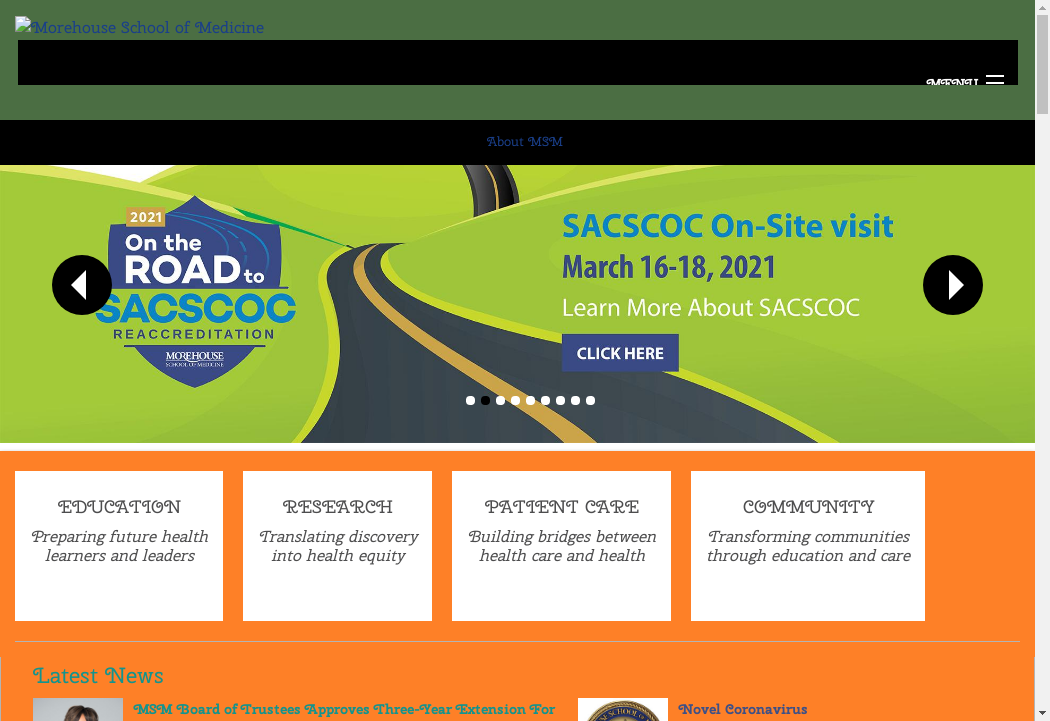 Morehouse School of Medicine
MENU
About MSM
2021
On the
ROAD to
SACSCOC
REACCREDITATION
MOREHOUSE
SCHOOL OF MEDICINE
SACSCOC On-Site visit
March 16-18, 2021
Learn More About SACSCOC
CLICK HERE
EDUCATION
Preparing future health
learners and leaders
RESEARCH
Translating discovery
into health equity
PATIENT CARE
Building bridges between
health care and health
COMMUNITY
Transforming communities
through education and care
Latest News
MSM Board of Trustees Approves Three-Year Extension For
Novel Coronavirus